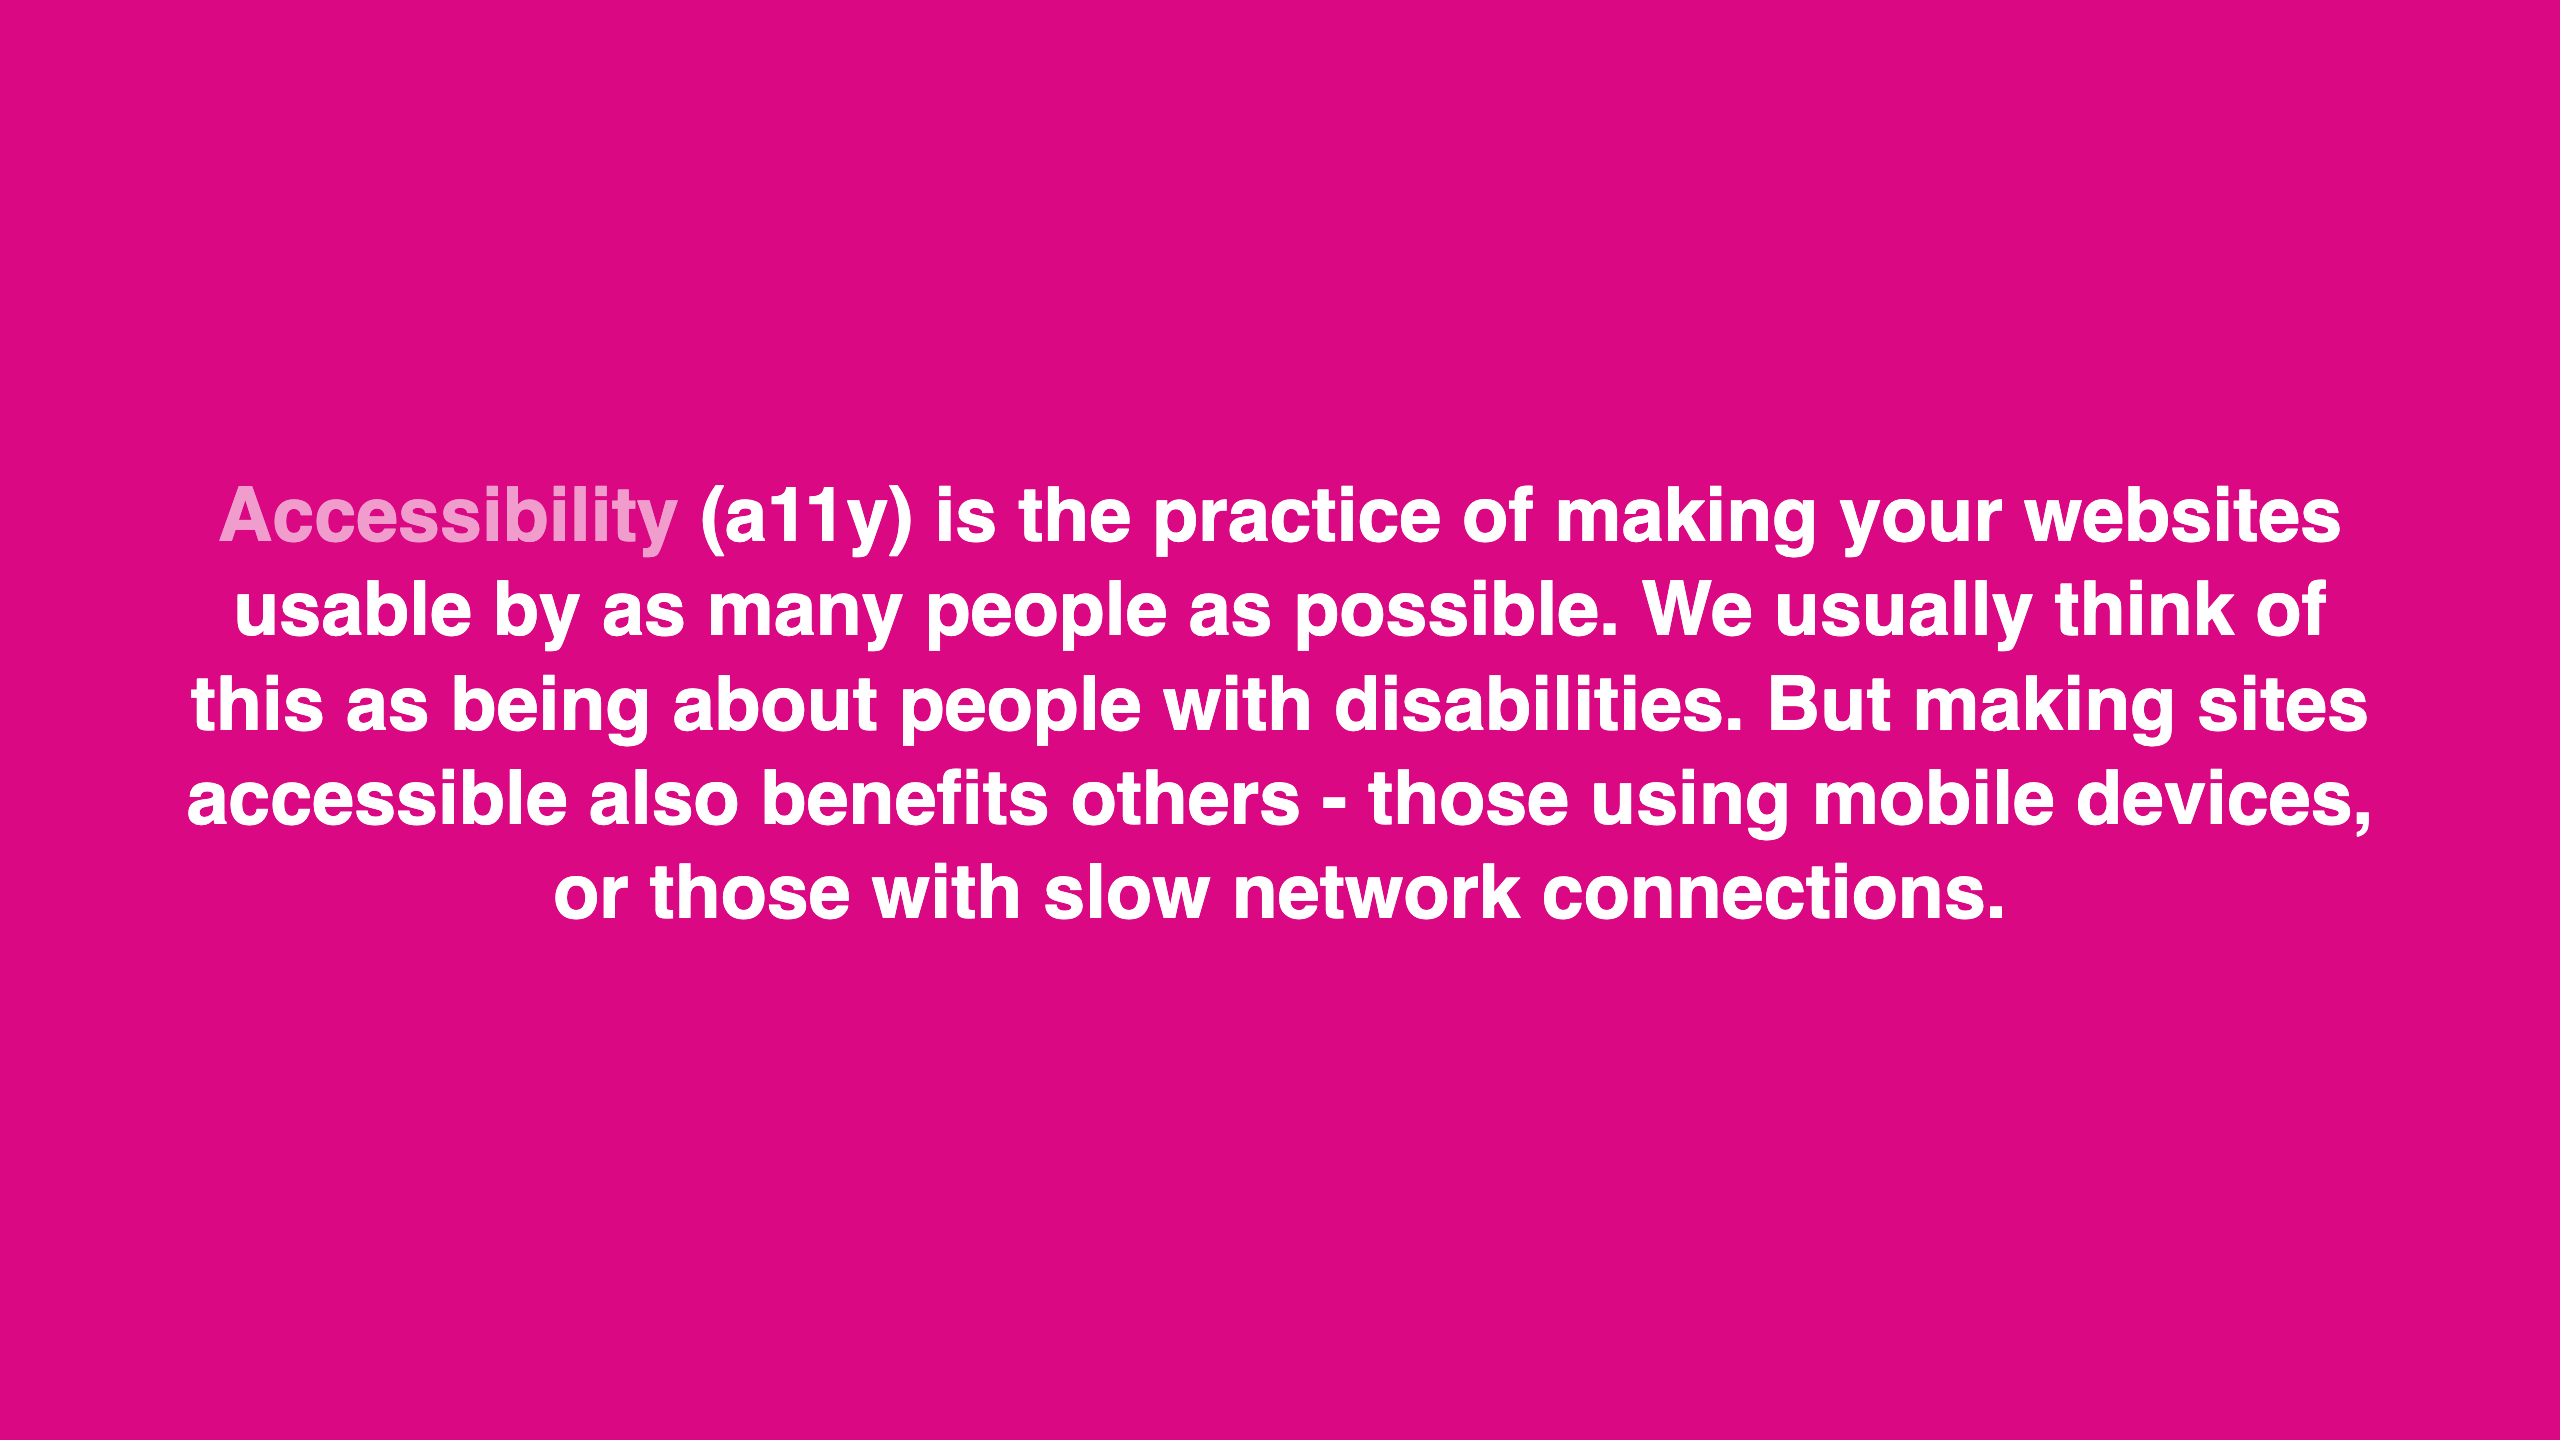 Accessibility (a11y) is the practice of making your websites
usable by as many people as possible. We usually think of
this as being about people with disabilities. But making sites
accessible also benefits others - those using mobile devices,
or those with slow network connections.